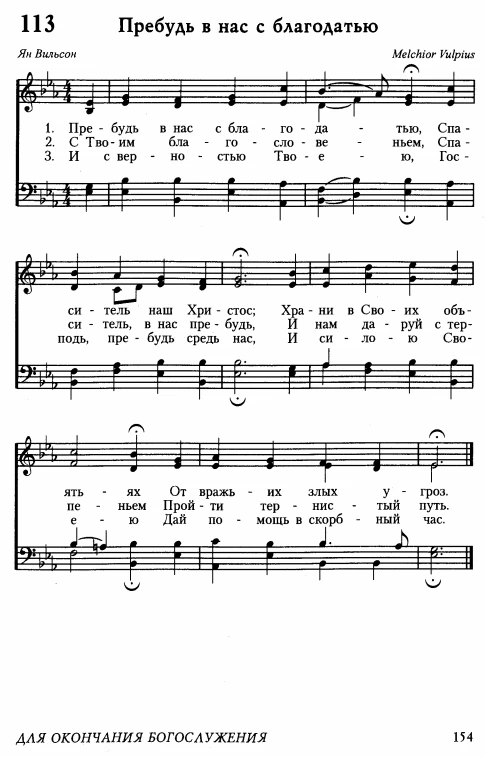 113 Пребудь в нас с благодатью
Ян Вильсон Melchior Vulpius
1. Пре - будь в нас с бла - го - да - тью, Спа-
2. С Тво - им бла - го - сло - ве - ньем, Спа-
3. И с вер - но - стью Тво - е - ю, Гос-
си - тель наш Хри - стос; Хра - ни в Сво - их объ-
си - тель, в нас пре - будь, И нам да - руй с тер-
подь, пре - будь средь нас, И си - ло - ю Сво-
ять - ях От вражь - их злых у - гроз.
пе - ньем Прой - ти тер - нис - тый путь.
е - ю Дай по - мощь в скорб - ный час.
ДЛЯ ОКОНЧАНИЯ БОГОСЛУЖЕНИЯ 154